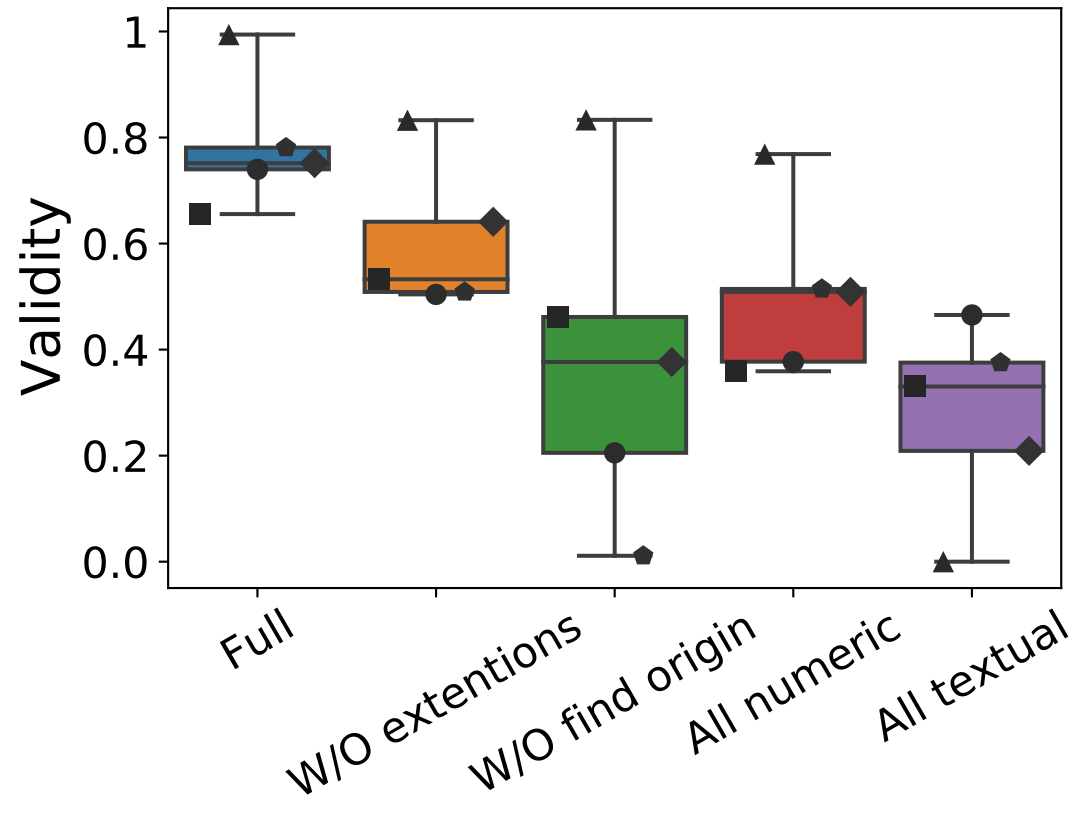 Validity
1
0.8
0.6
0.4
0.2
0.0
Full
W/O extentions
W/O find origin
All numeric
All textual